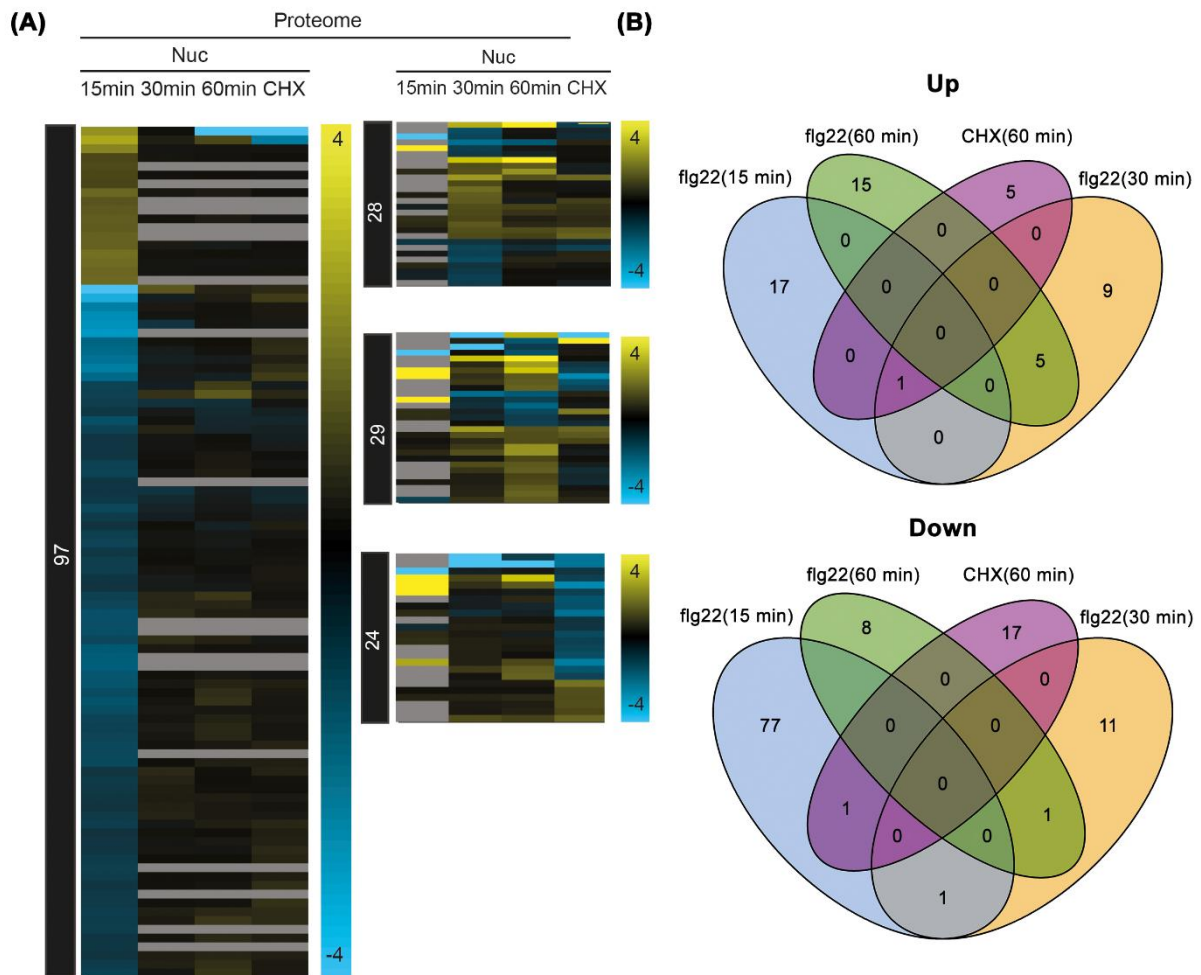 (A)
Proteome
Nuc
15min 30min 60min CHX
97
4
-4
Nuc
15min 30min 60min CHX
28
4
-4
29
4
-4
24
4
-4
(B)
Up
flg22(60 min)
CHX(60 min)
flg22(15 min)
flg22(30 min)
15
5
0
0
0
17
0
0
9
0
0
5
1
0
0
Down
flg22(60 min)
CHX(60 min)
flg22(15 min)
flg22(30 min)
8
17
0
0
77
0
0
11
0
1
1
0
0
1